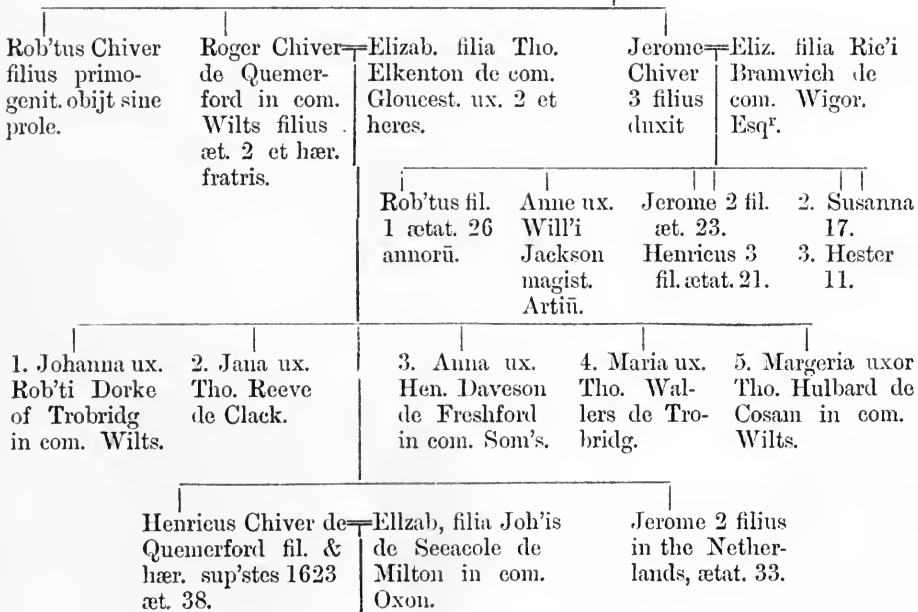 Rob'tus Chiver
filius primo-
genit. obijt sine
prole.
Roger Chiver
de Quemer-
ford in com.
Wilts filius
æt. 2 et hær.
fratris.
Elizab. filia Tho.
Elkenton de com.
Gloucest. ux. 2 et
heres.
Jerome
Chiver
3 filius
duxit
Eliz. filia Ric'i
Bramwich de
com. Wigor.
Esqr.
Rob'tus fil.
1 ætat. 26
annorū.
Anne ux.
Will'i
Jackson
magist.
Artiū.
Jerome 2 fil.
æt. 23.
Henricus 3
fil. ætat. 21.
2. Susanna
17.
3. Hester
11.
1. Johanna ux.
Rob'ti Dorke
of Trobridg
in com. Wilts.
2. Jana ux.
Tho. Reeve
de Clack.
3. Anna ux.
Hen. Daveson
de Freshford
in com. Som's.
4. Maria ux.
Tho. Wal-
lers de Tro-
bridg.
5. Margeria uxor
Tho. Hulbard de
Cosam in com.
Wilts.
Henricus Chiver de
Quemerford fil. &
hær. sup'stes 1623
æt. 38.
Ellzab, filia Joh'is
de Seeacole de
Milton in com.
Oxon.
Jerome 2 filius
in the Nether-
lands, ætat. 33.